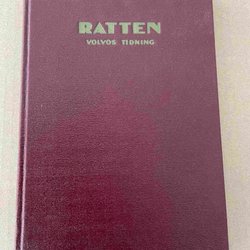 RATTEN
VOLVOS TIDNING